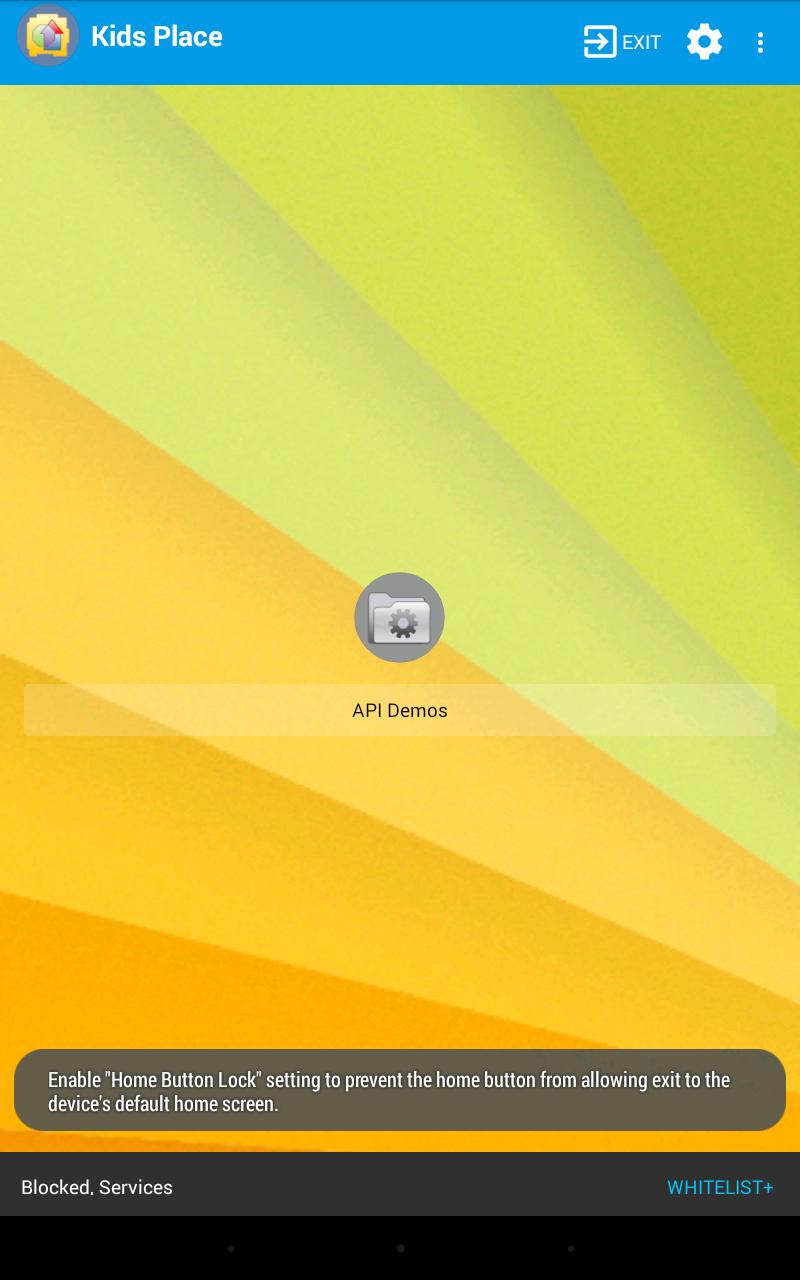 Kids Place
EXIT
API Demos
Enable "Home Button Lock" setting to prevent the home button from allowing exit to the
device's default home screen.
Blocked, Services
WHITELIST+